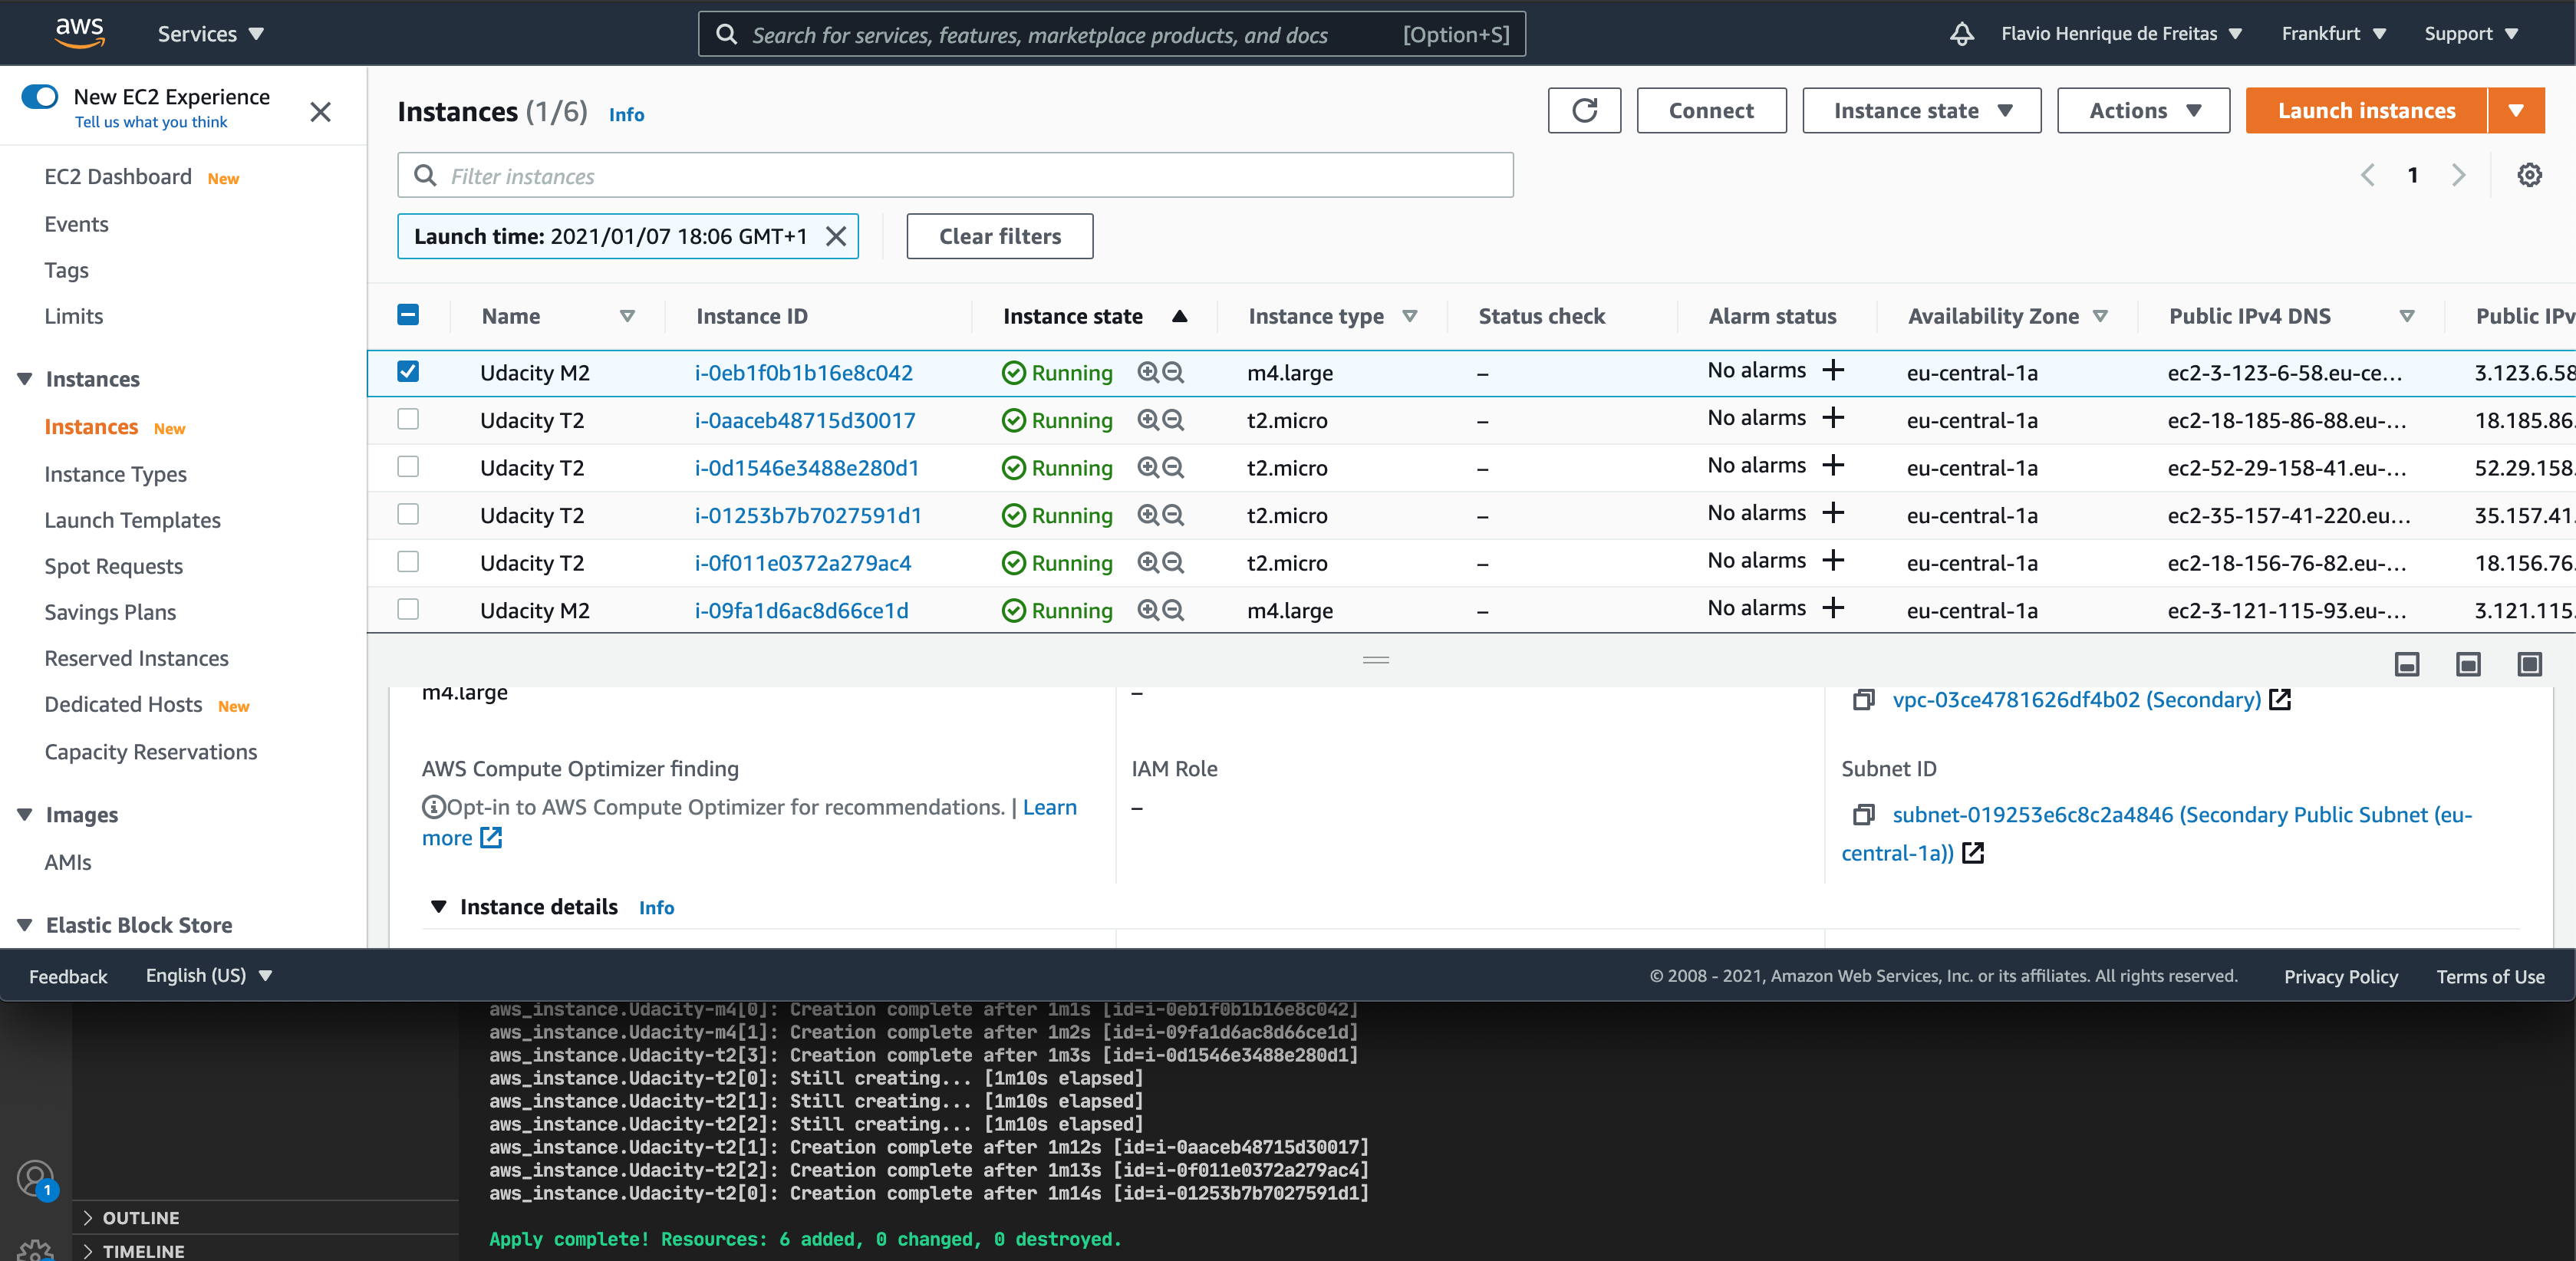 aws Services Search for services, features, marketplace products, and docs [Option+S] Flavio Henrique de Freitas Frankfurt Support
New EC2 Experience
Tell us what you think
EC2 Dashboard New
Events
Tags
Limits
Instances
Instances New
Instance Types
Launch Templates
Spot Requests
Savings Plans
Reserved Instances
Dedicated Hosts New
Capacity Reservations
Images
AMIs
Elastic Block Store
Instances (1/6) Info Connect Instance state Actions Launch instances
Filter instances 1
Launch time: 2021/01/07 18:06 GMT+1 Clear filters
Name Instance ID Instance state Instance type Status check Alarm status Availability Zone Public IPv4 DNS Public IPv
Udacity M2 i-0eb1f0b1b16e8c042 Running m4.large – No alarms + eu-central-1a ec2-3-123-6-58.eu-ce... 3.123.6.58
Udacity T2 i-0aaceb48715d30017 Running t2.micro – No alarms + eu-central-1a ec2-18-185-86-88.eu-... 18.185.86.
Udacity T2 i-0d1546e3488e280d1 Running t2.micro – No alarms + eu-central-1a ec2-52-29-158-41.eu-... 52.29.158.
Udacity T2 i-01253b7b7027591d1 Running t2.micro – No alarms + eu-central-1a ec2-35-157-41-220.eu... 35.157.41.
Udacity T2 i-0f011e0372a279ac4 Running t2.micro – No alarms + eu-central-1a ec2-18-156-76-82.eu-... 18.156.76.
Udacity M2 i-09fa1d6ac8d66ce1d Running m4.large – No alarms + eu-central-1a ec2-3-121-115-93.eu-... 3.121.115.
m4.large – vpc-03ce4781626df4b02 (Secondary)
AWS Compute Optimizer finding
Opt-in to AWS Compute Optimizer for recommendations. | Learn
more
IAM Role
–
Subnet ID
subnet-019253e6c8c2a4846 (Secondary Public Subnet (eu-
central-1a))
Instance details Info
Feedback English (US) © 2008 - 2021, Amazon Web Services, Inc. or its affiliates. All rights reserved. Privacy Policy Terms of Use
aws_instance.Udacity-m4[0]: Creation complete after 1m1s [id=i-0eb1f0b1b16e8c042]
aws_instance.Udacity-m4[1]: Creation complete after 1m2s [id=i-09fa1d6ac8d66ce1d]
aws_instance.Udacity-t2[3]: Creation complete after 1m3s [id=i-0d1546e3488e280d1]
aws_instance.Udacity-t2[0]: Still creating... [1m10s elapsed]
aws_instance.Udacity-t2[1]: Still creating... [1m10s elapsed]
aws_instance.Udacity-t2[2]: Still creating... [1m10s elapsed]
aws_instance.Udacity-t2[1]: Creation complete after 1m12s [id=i-0aaceb48715d30017]
aws_instance.Udacity-t2[2]: Creation complete after 1m13s [id=i-0f011e0372a279ac4]
aws_instance.Udacity-t2[0]: Creation complete after 1m14s [id=i-01253b7b7027591d1]
Apply complete! Resources: 6 added, 0 changed, 0 destroyed.
1
OUTLINE
TIMELINE